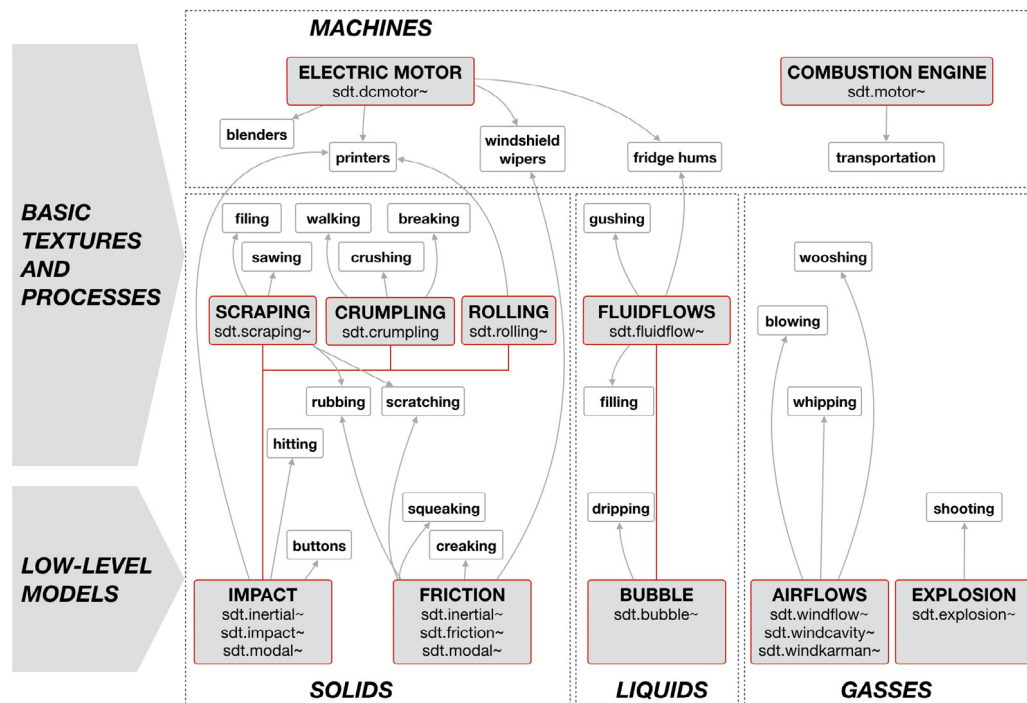 MACHINES
ELECTRIC MOTOR
sdt.dcmotor~
COMBUSTION ENGINE
sdt.motor~
blenders
printers
windshield
wipers
fridge hums
transportation
BASIC
TEXTURES
AND
PROCESSES
filing
walking
breaking
gushing
sawing
crushing
wooshing
SCRAPING
sdt.scraping~
CRUMPLING
sdt.crumpling
ROLLING
sdt.rolling~
FLUIDFLOWS
sdt.fluidflow~
blowing
rubbing
scratching
filling
whipping
hitting
squeaking
dripping
shooting
buttons
creaking
LOW-LEVEL
MODELS
IMPACT
sdt.inertial~
sdt.impact~
sdt.modal~
FRICTION
sdt.inertial~
sdt.friction~
sdt.modal~
BUBBLE
sdt.bubble~
AIRFLOWS
sdt.windflow~
sdt.windcavity~
sdt.windkarman~
EXPLOSION
sdt.explosion~
SOLIDS
LIQUIDS
GASSES